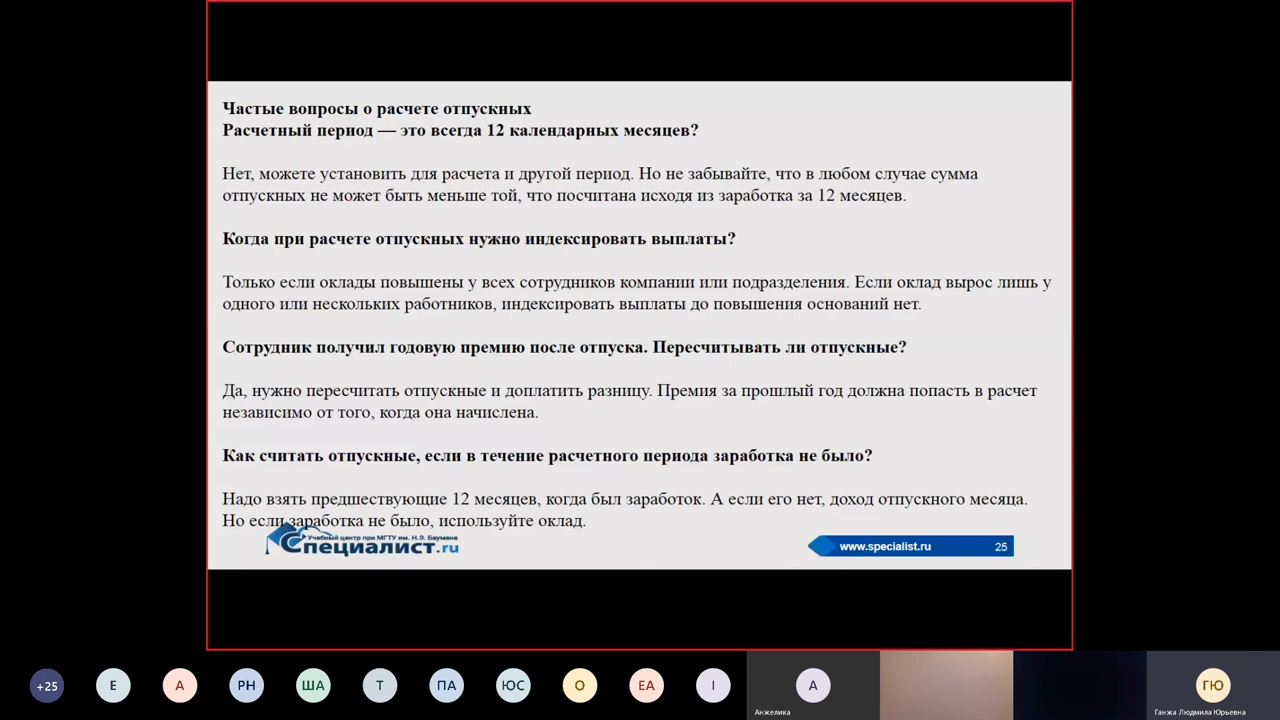 Частые вопросы о расчете отпускных
Расчетный период — это всегда 12 календарных месяцев?
Нет, можете установить для расчета и другой период. Но не забывайте, что в любом случае сумма
отпускных не может быть меньше той, что посчитана исходя из заработка за 12 месяцев.
Когда при расчете отпускных нужно индексировать выплаты?
Только если оклады повышены у всех сотрудников компании или подразделения. Если оклад вырос лишь у
одного или нескольких работников, индексировать выплаты до повышения оснований нет.
Сотрудник получил годовую премию после отпуска. Пересчитывать ли отпускные?
Да, нужно пересчитать отпускные и доплатить разницу. Премия за прошлый год должна попасть в расчет
независимо от того, когда она начислена.
Как считать отпускные, если в течение расчетного периода заработка не было?
Надо взять предшествующие 12 месяцев, когда был заработок. А если его нет, доход отпускного месяца.
Но если заработка не было, используйте оклад.
Учебный центр при МГТУ им. Н.Э. Баумана
Специалист.ru
www.specialist.ru 25
+25 Е А РН ША Т ПА ЮС О ЕА I А ГЮ
Анжелика Ганжа Людмила Юрьевна